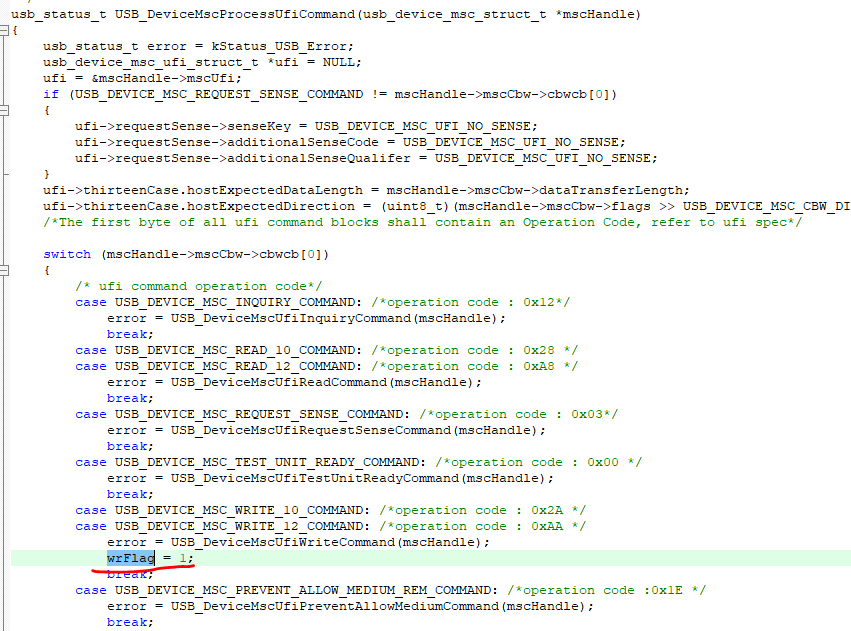 usb_status_t USB_DeviceMscProcessUfiCommand(usb_device_msc_struct_t *mscHandle)
{
usb_status_t error = kStatus_USB_Error;
usb_device_msc_ufi_struct_t *ufi = NULL;
ufi = &mscHandle->mscUfi;
if (USB_DEVICE_MSC_REQUEST_SENSE_COMMAND != mscHandle->mscCbw->cbwcb[0])
{
ufi->requestSense->senseKey = USB_DEVICE_MSC_UFI_NO_SENSE;
ufi->requestSense->additionalSenseCode = USB_DEVICE_MSC_UFI_NO_SENSE;
ufi->requestSense->additionalSenseQualifer = USB_DEVICE_MSC_UFI_NO_SENSE;
}
ufi->thirteenCase.hostExpectedDataLength = mscHandle->mscCbw->dataTransferLength;
ufi->thirteenCase.hostExpectedDirection = (uint8_t)(mscHandle->mscCbw->flags >> USB_DEVICE_MSC_CBW_DI
/*The first byte of all ufi command blocks shall contain an Operation Code, refer to ufi spec*/
switch (mscHandle->mscCbw->cbwcb[0])
{
/* ufi command operation code*/
case USB_DEVICE_MSC_INQUIRY_COMMAND: /*operation code : 0x12*/
error = USB_DeviceMscUfiInquiryCommand(mscHandle);
break;
case USB_DEVICE_MSC_READ_10_COMMAND: /*operation code : 0x28 */
case USB_DEVICE_MSC_READ_12_COMMAND: /*operation code : 0xA8 */
error = USB_DeviceMscUfiReadCommand(mscHandle);
break;
case USB_DEVICE_MSC_REQUEST_SENSE_COMMAND: /*operation code : 0x03*/
error = USB_DeviceMscUfiRequestSenseCommand(mscHandle);
break;
case USB_DEVICE_MSC_TEST_UNIT_READY_COMMAND: /*operation code : 0x00 */
error = USB_DeviceMscUfiTestUnitReadyCommand(mscHandle);
break;
case USB_DEVICE_MSC_WRITE_10_COMMAND: /*operation code : 0x2A */
case USB_DEVICE_MSC_WRITE_12_COMMAND: /*operation code : 0xAA */
error = USB_DeviceMscUfiWriteCommand(mscHandle);
wrFlag = 1;
break;
case USB_DEVICE_MSC_PREVENT_ALLOW_MEDIUM_REM_COMMAND: /*operation code :0x1E */
error = USB_DeviceMscUfiPreventAllowMediumCommand(mscHandle);
break;